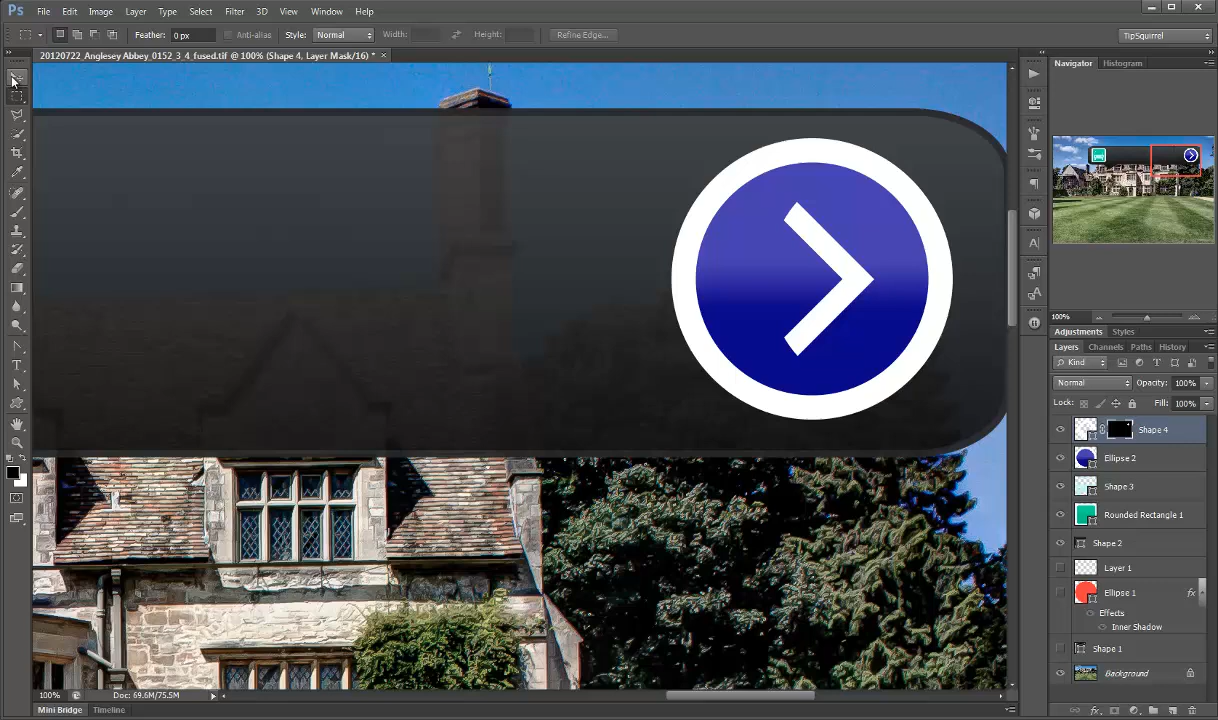 Ps File Edit Image Layer Type Select Filter 3D View Window Help
Feather: 0 px Anti-alias Style: Normal Width: Height: Refine Edge... TipSquirrel
20120722_Anglesey Abbey_0152_3_4_fused.tif @ 100% (Shape 4, Layer Mask/16) * ×
Navigator Histogram
100%
Adjustments Styles
Layers Channels Paths History
Kind
Normal Opacity: 100%
Lock: Fill: 100%
Shape 4
Ellipse 2
Shape 3
Rounded Rectangle 1
Shape 2
Layer 1
Ellipse 1 fx
Effects
Inner Shadow
Shape 1
Background
100% Doc: 69.6M/75.5M
Mini Bridge Timeline